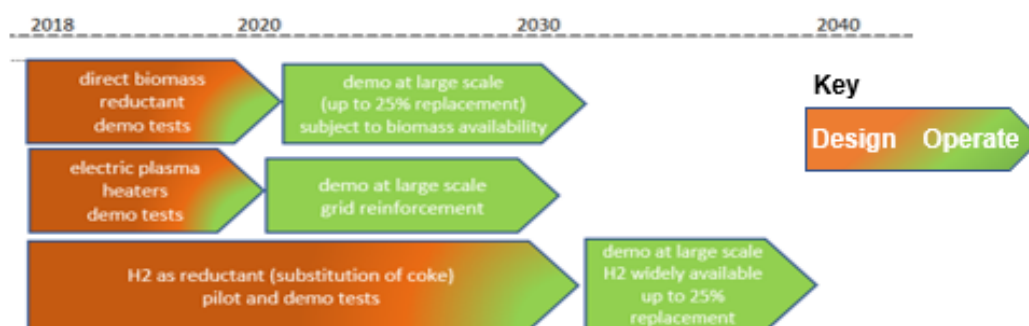 2018 2020 2030 2040
direct biomass
reductant
demo tests
demo at large scale
(up to 25% replacement)
subject to biomass availability
Key
Design Operate
electric plasma
heaters
demo tests
demo at large scale
grid reinforcement
H2 as reductant (substitution of coke)
pilot and demo tests
demo at large scale
H2 widely available
up to 25%
replacement